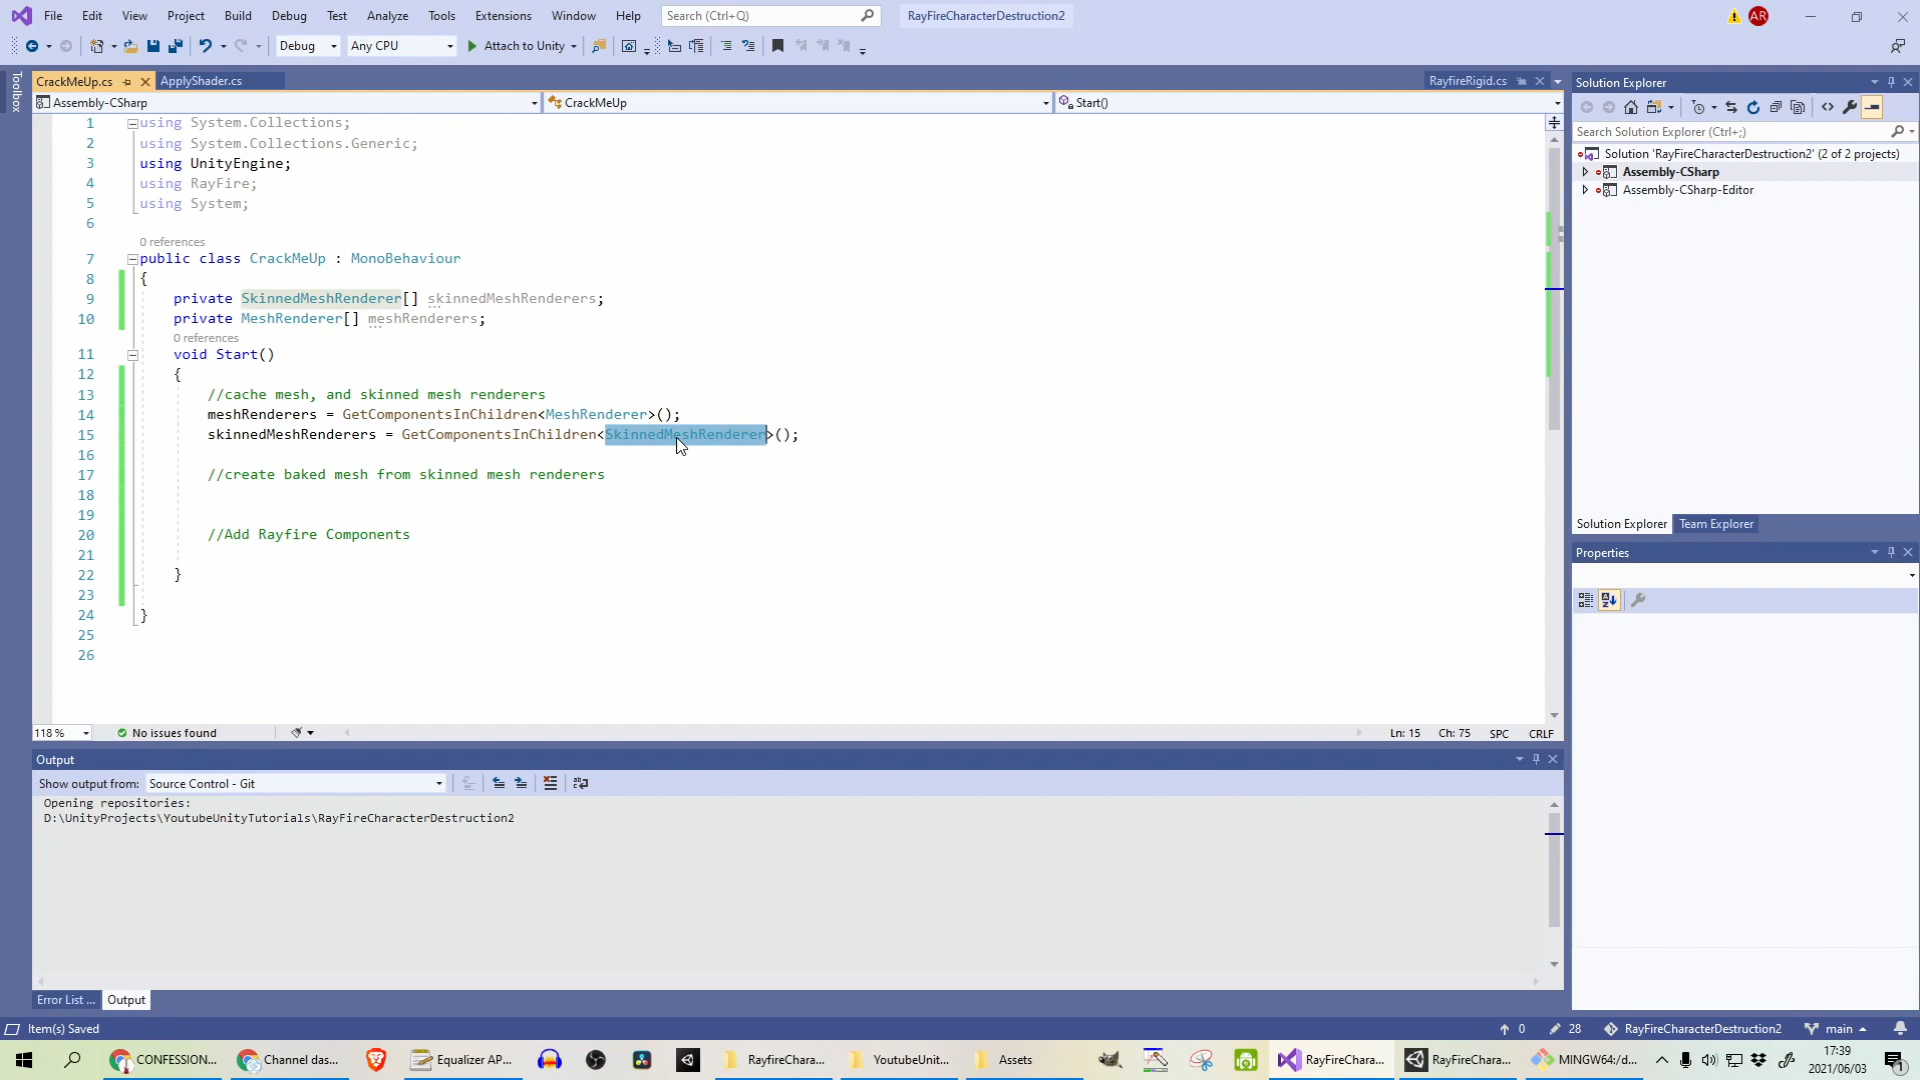 File Edit View Project Build Debug Test Analyze Tools Extensions Window Help Search (Ctrl+Q) RayFireCharacterDestruction2 AR
Debug Any CPU Attach to Unity
Toolbox
CrackMeUp.cs ApplyShader.cs RayfireRigid.cs
Assembly-CSharp CrackMeUp Start()
1 using System.Collections;
2 using System.Collections.Generic;
3 using UnityEngine;
4 using RayFire;
5 using System;
6
0 references
7 public class CrackMeUp : MonoBehaviour
8 {
9 private SkinnedMeshRenderer[] skinnedMeshRenderers;
10 private MeshRenderer[] meshRenderers;
0 references
11 void Start()
12 {
13 //cache mesh, and skinned mesh renderers
14 meshRenderers = GetComponentsInChildren<MeshRenderer>();
15 skinnedMeshRenderers = GetComponentsInChildren<SkinnedMeshRenderer>();
16
17 //create baked mesh from skinned mesh renderers
18
19
20 //Add Rayfire Components
21
22 }
23
24 }
25
26
118 % No issues found Ln: 15 Ch: 75 SPC CRLF
Output
Show output from: Source Control - Git
Opening repositories:
D:\UnityProjects\YoutubeUnityTutorials\RayFireCharacterDestruction2
Error List ... Output
Solution Explorer
Search Solution Explorer (Ctrl+;)
Solution 'RayFireCharacterDestruction2' (2 of 2 projects)
Assembly-CSharp
Assembly-CSharp-Editor
Solution Explorer Team Explorer
Properties
Item(s) Saved 0 28 RayFireCharacterDestruction2 main
CONFESSION... Channel das... Equalizer AP... RayfireChara... YoutubeUnit... Assets RayFireChara... RayFireChara... MINGW64:/d... 17:39
2021/06/03